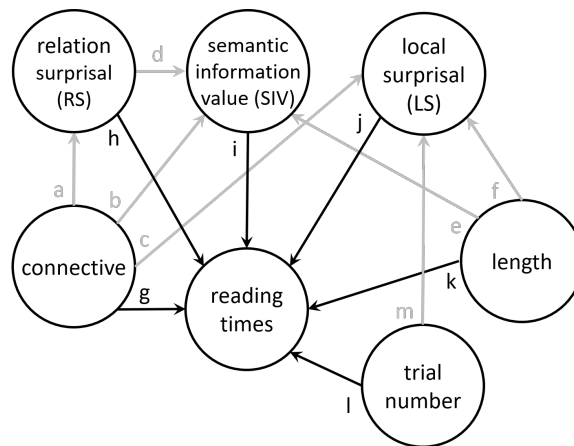 relation
surprisal
(RS)
d
semantic
information
value (SIV)
local
surprisal
(LS)
h
i
j
a
b
c
e
f
connective
g
reading
times
k
length
m
l
trial
number